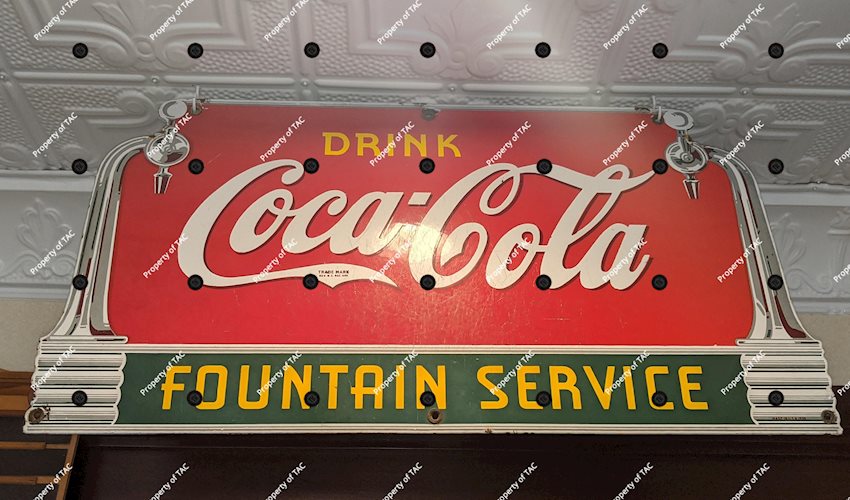 DRINK
Coca-Cola
TRADE MARK
FOUNTAIN SERVICE
Property of TAC